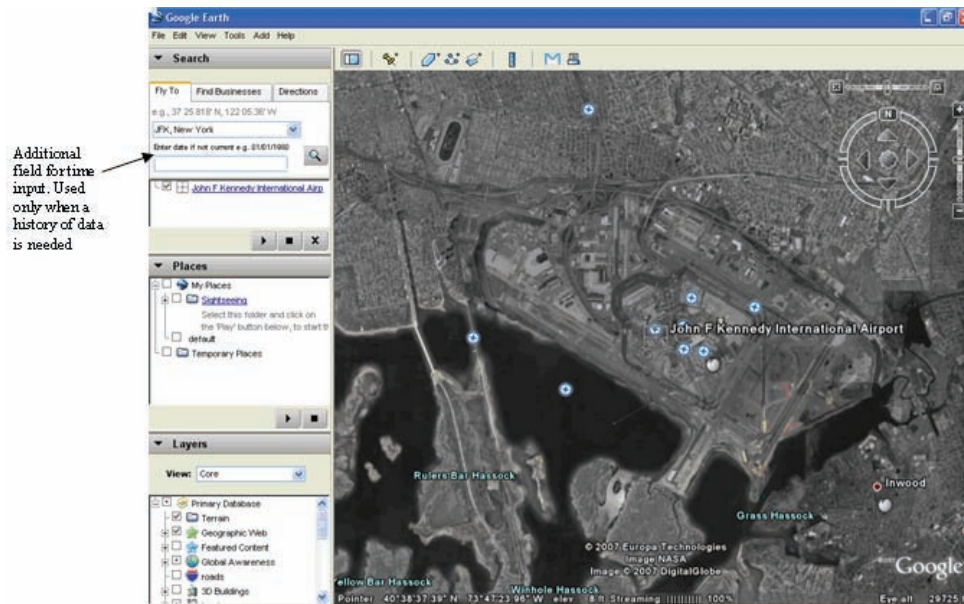 Additional
field for time
input. Used
only when a
history of data
is needed
Google Earth
File Edit View Tools Add Help
Search
Fly To Find Businesses Directions
e.g., 37 25.818' N, 122 05.36' W
JFK, New York
Enter date if not current e.g. 01/01/1980
John F Kennedy International Airp
Places
My Places
Sightseeing
Select this folder and click on
the 'Play' button below, to start th
default
Temporary Places
Layers
View: Core
Primary Database
Terrain
Geographic Web
Featured Content
Global Awareness
roads
3D Buildings
N
John F Kennedy International Airport
Rulers Bar Hassock
Inwood
Grass Hassock
© 2007 Europa Technologies
Image NASA
Image © 2007 DigitalGlobe
Google
ellow Bar Hassock
Winhole Hassock
Pointer 40°38'37.39" N 73°47'23.96" W elev 8 ft Streaming |||||||||| 100% Eye alt 29725